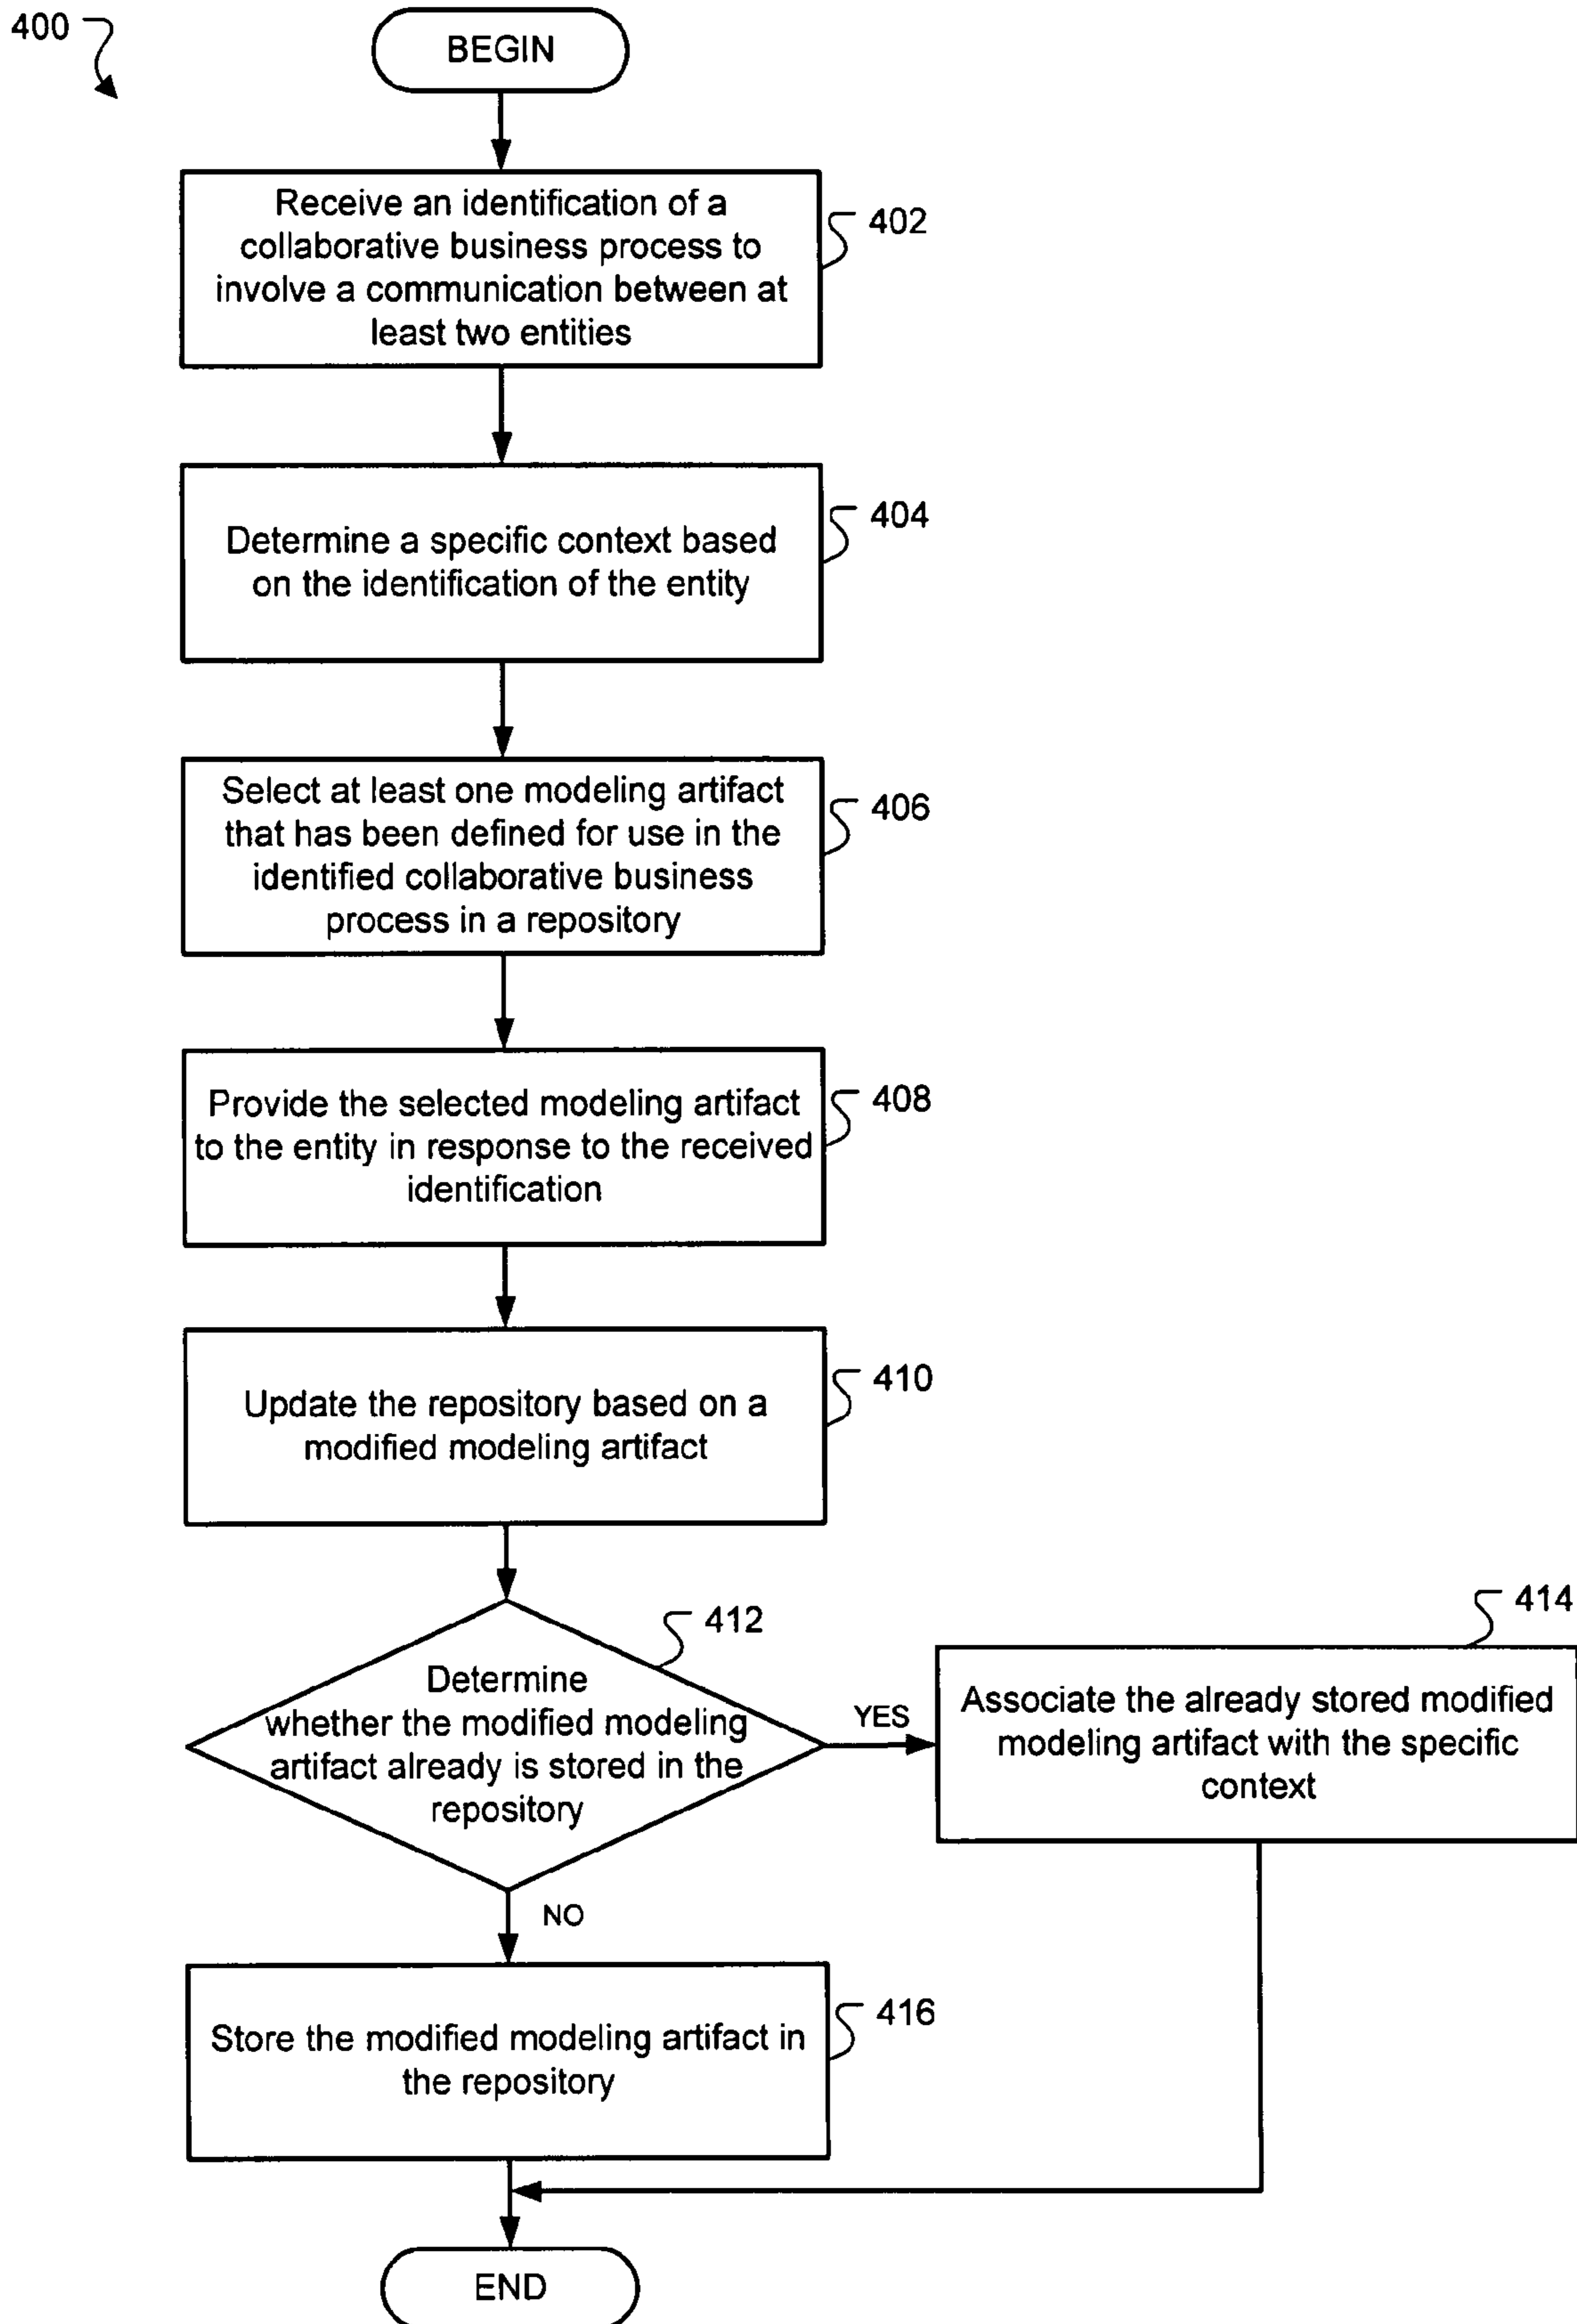 400
BEGIN
Receive an identification of a
collaborative business process to
involve a communication between at
least two entities
402
Determine a specific context based
on the identification of the entity
404
Select at least one modeling artifact
that has been defined for use in the
identified collaborative business
process in a repository
406
Provide the selected modeling artifact
to the entity in response to the received
identification
408
Update the repository based on a
modified modeling artifact
410
412
Determine
whether the modified modeling
artifact already is stored in the
repository
YES
414
Associate the already stored modified
modeling artifact with the specific
context
NO
Store the modified modeling artifact in
the repository
416
END